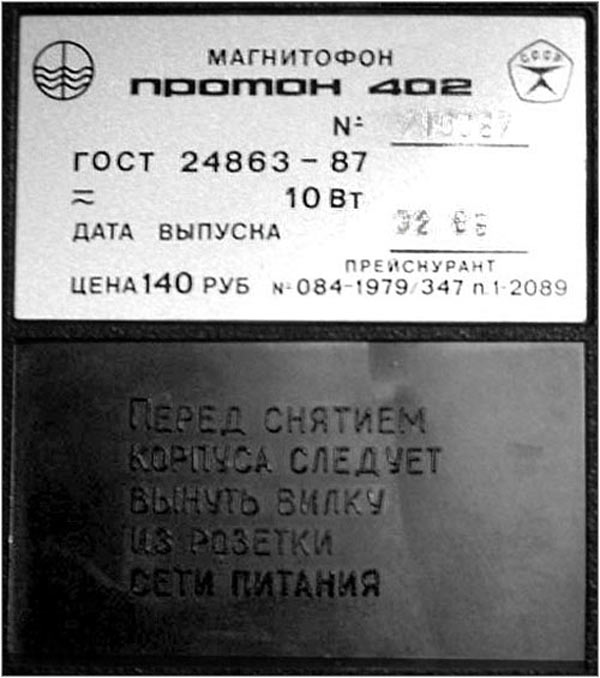 СССР
МАГНИТОФОН
ПРОТОН 402
№
ГОСТ 24863-87
≂ 10 Вт
ДАТА ВЫПУСКА
ПРЕЙСКУРАНТ
ЦЕНА 140 РУБ № 084-1979/347 п.1-2089
ПЕРЕД СНЯТИЕМ
КОРПУСА СЛЕДУЕТ
ВЫНУТЬ ВИЛКУ
ИЗ РОЗЕТКИ
СЕТИ ПИТАНИЯ